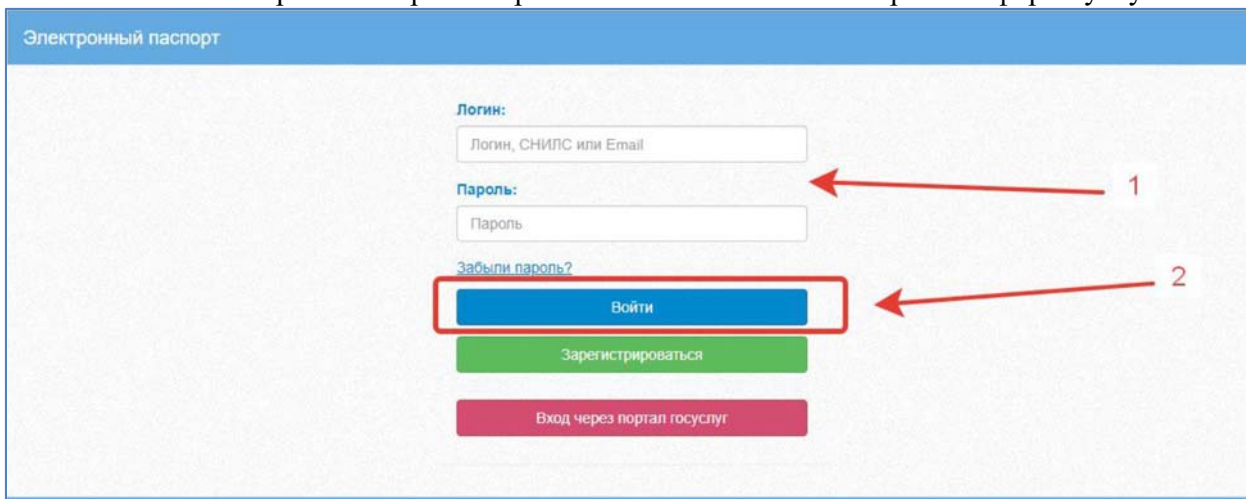 Электронный паспорт
Логин:
Логин, СНИЛС или Email
1
Пароль:
Пароль
Забыли пароль?
2
Войти
Зарегистрироваться
Вход через портал госуслуг